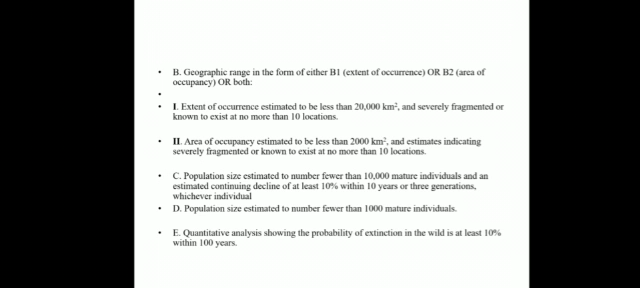 • B. Geographic range in the form of either B1 (extent of occurrence) OR B2 (area of
occupancy) OR both:
•
• I. Extent of occurrence estimated to be less than 20,000 km², and severely fragmented or
known to exist at no more than 10 locations.
• II. Area of occupancy estimated to be less than 2000 km², and estimates indicating
severely fragmented or known to exist at no more than 10 locations.
• C. Population size estimated to number fewer than 10,000 mature individuals and an
estimated continuing decline of at least 10% within 10 years or three generations,
whichever individual
• D. Population size estimated to number fewer than 1000 mature individuals.
• E. Quantitative analysis showing the probability of extinction in the wild is at least 10%
within 100 years.